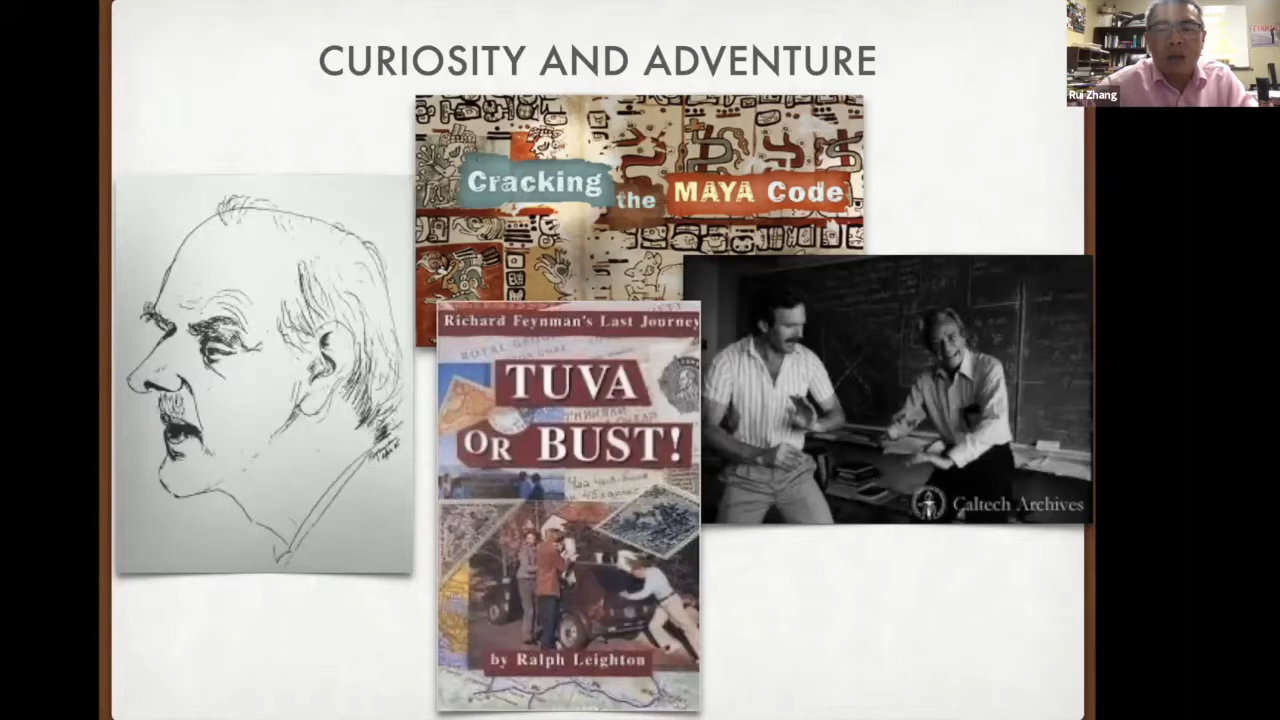 CURIOSITY AND ADVENTURE
Rui Zhang
Cracking the MAYA Code
Richard Feynman's Last Journey
TUVA
OR BUST!
by Ralph Leighton
Caltech Archives